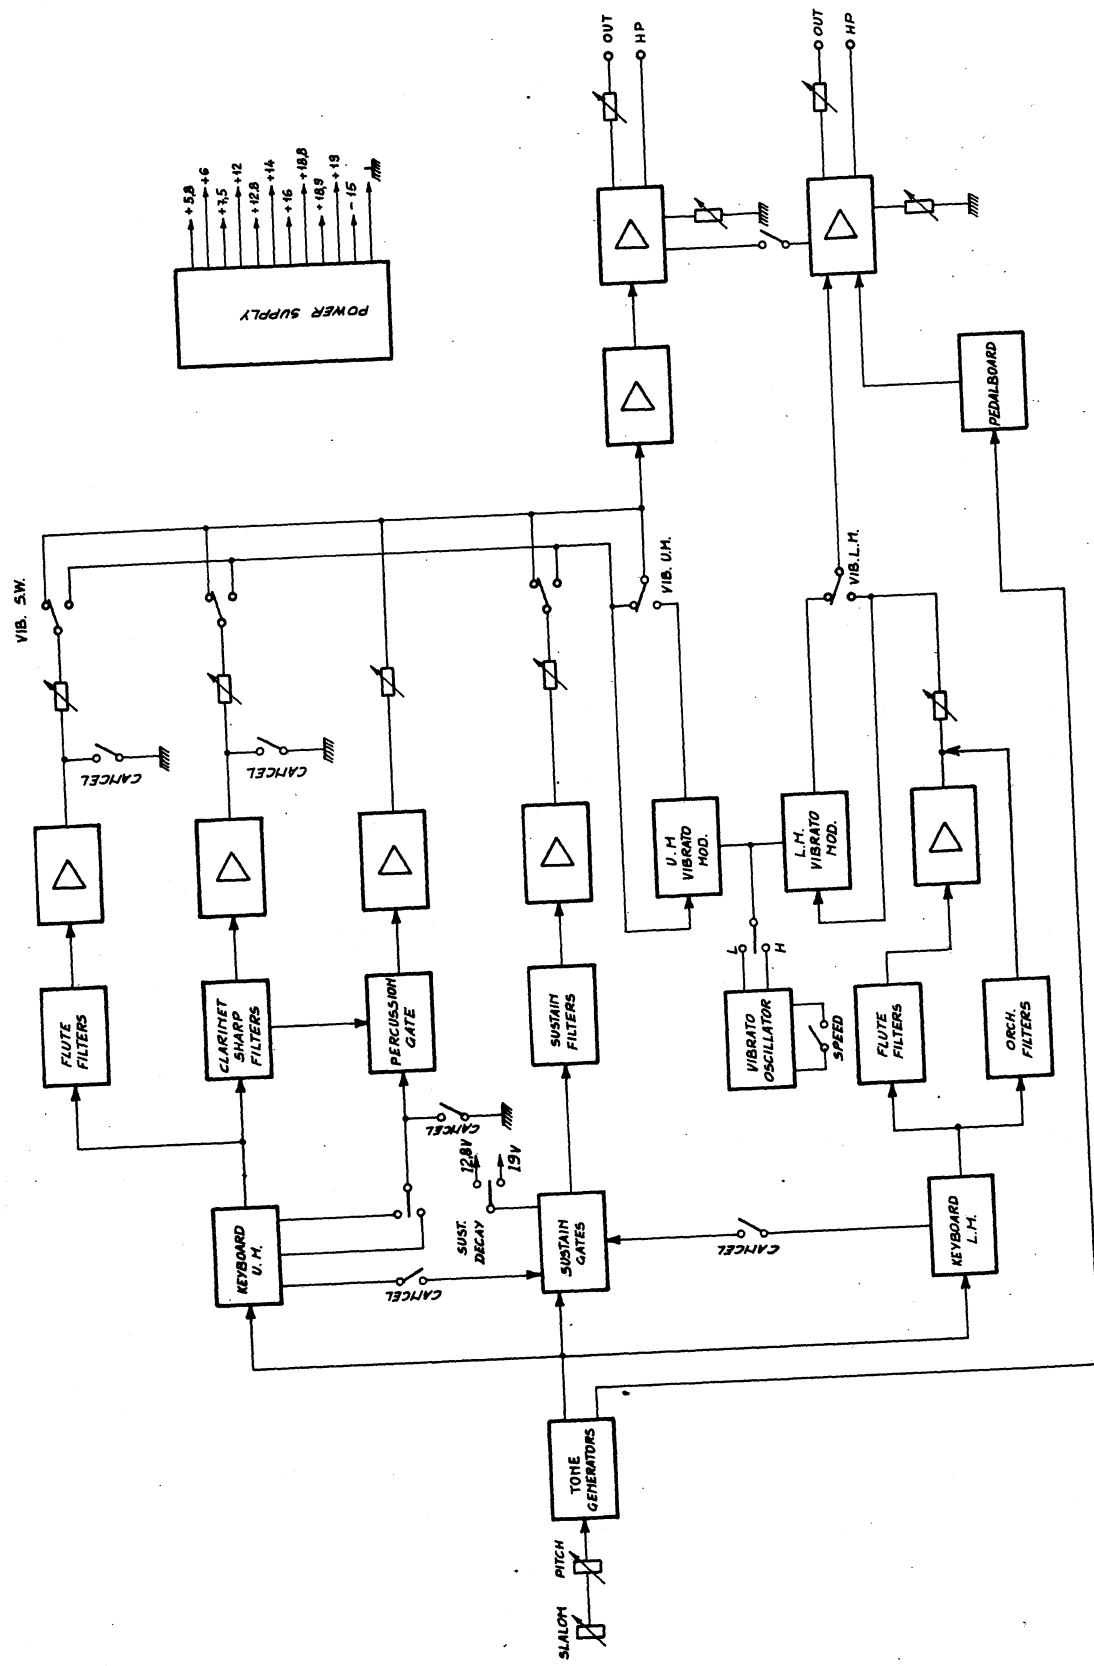 SLALOM
PITCH
TONE
GENERATORS
KEYBOARD
U.M.
CANCEL
SUST.
DECAY
12,8V
19V
SUSTAIN
GATES
CANCEL
KEYBOARD
L.M.
FLUTE
FILTERS
CLARINET
SHARP
FILTERS
PERCUSSION
GATE
CANCEL
SUSTAIN
FILTERS
VIBRATO
OSCILLATOR
L
H
SPEED
FLUTE
FILTERS
ORCH.
FILTERS
CANCEL
CANCEL
U.M
VIBRATO
MOD.
L.M.
VIBRATO
MOD.
VIB. S.W.
VIB. U.M.
VIB. L.M.
PEDALBOARD
POWER SUPPLY
+5,8
+6
+7,5
+12
+12,8
+14
+16
+18,8
+18,9
+19
-15
OUT
HP
OUT
HP